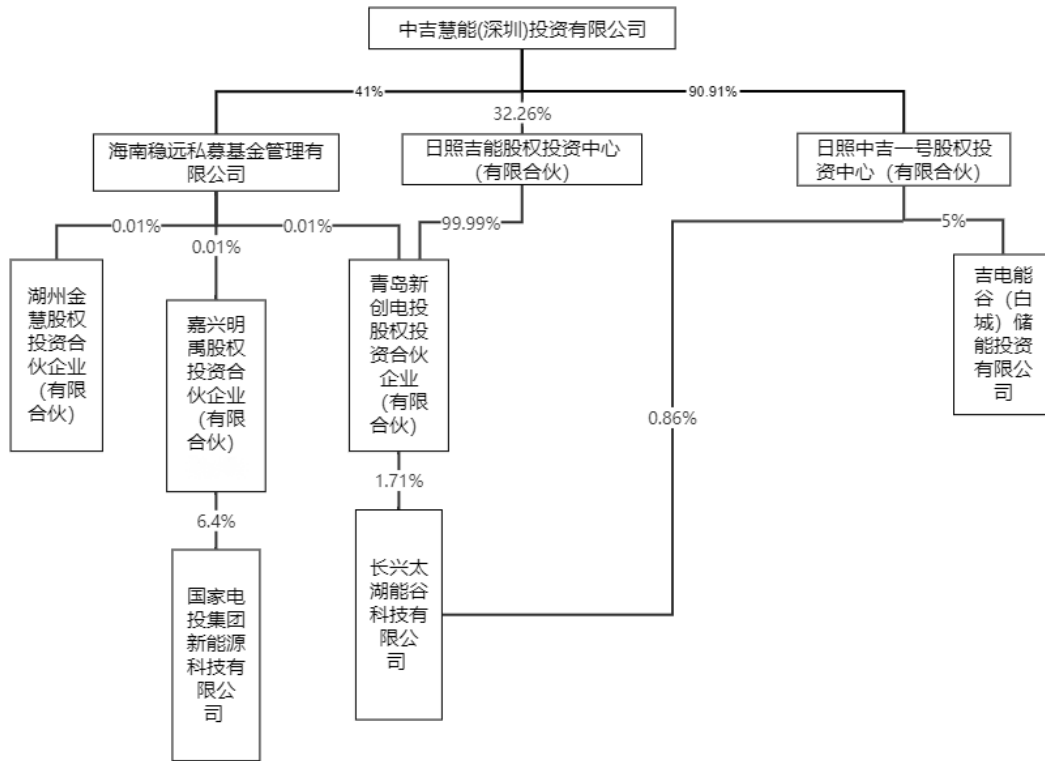 中吉慧能(深圳)投资有限公司
41%
32.26%
90.91%
海南稳远私募基金管理有
限公司
日照吉能股权投资中心
（有限合伙）
日照中吉一号股权投
资中心（有限合伙）
0.01%
0.01%
0.01%
99.99%
5%
湖州金
慧股权
投资合
伙企业
（有限
合伙）
嘉兴明
禹股权
投资合
伙企业
（有限
合伙）
青岛新
创电投
股权投
资合伙
企业
（有限
合伙）
吉电能
谷（白
城）储
能投资
有限公
司
0.86%
6.4%
1.71%
国家电
投集团
新能源
科技有
限公
司
长兴太
湖能谷
科技有
限公
司